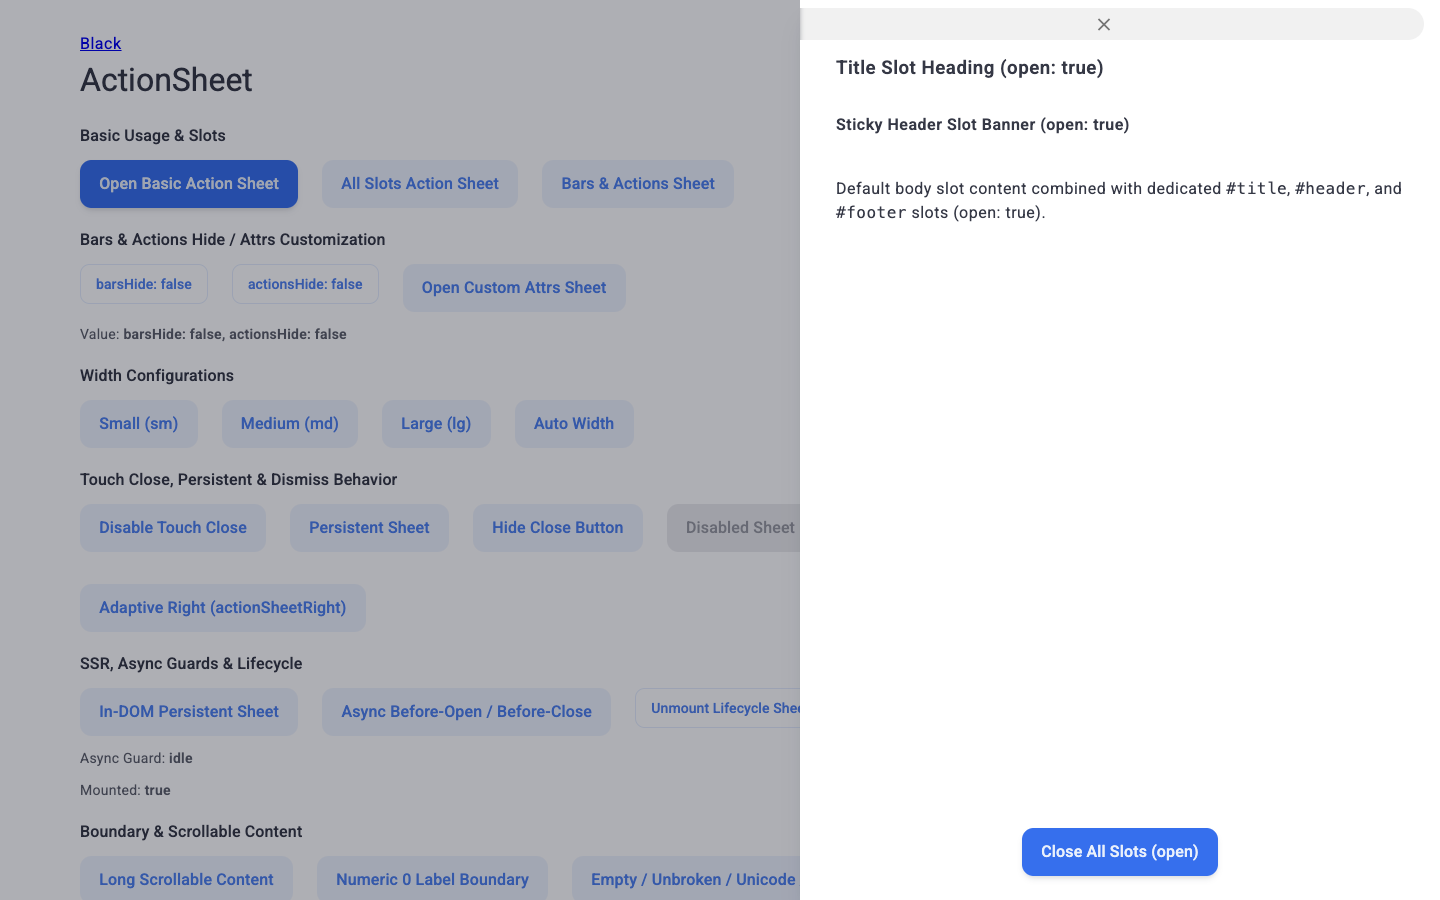 Black
ActionSheet
Basic Usage & Slots
Open Basic Action Sheet
All Slots Action Sheet
Bars & Actions Sheet
Bars & Actions Hide / Attrs Customization
barsHide: false
actionsHide: false
Open Custom Attrs Sheet
Value: barsHide: false, actionsHide: false
Width Configurations
Small (sm)
Medium (md)
Large (lg)
Auto Width
Touch Close, Persistent & Dismiss Behavior
Disable Touch Close
Persistent Sheet
Hide Close Button
Disabled Sheet
Adaptive Right (actionSheetRight)
SSR, Async Guards & Lifecycle
In-DOM Persistent Sheet
Async Before-Open / Before-Close
Unmount Lifecycle Shee
Async Guard: idle
Mounted: true
Boundary & Scrollable Content
Long Scrollable Content
Numeric 0 Label Boundary
Empty / Unbroken / Unicode
Title Slot Heading (open: true)
Sticky Header Slot Banner (open: true)
Default body slot content combined with dedicated #title, #header, and
#footer slots (open: true).
Close All Slots (open)